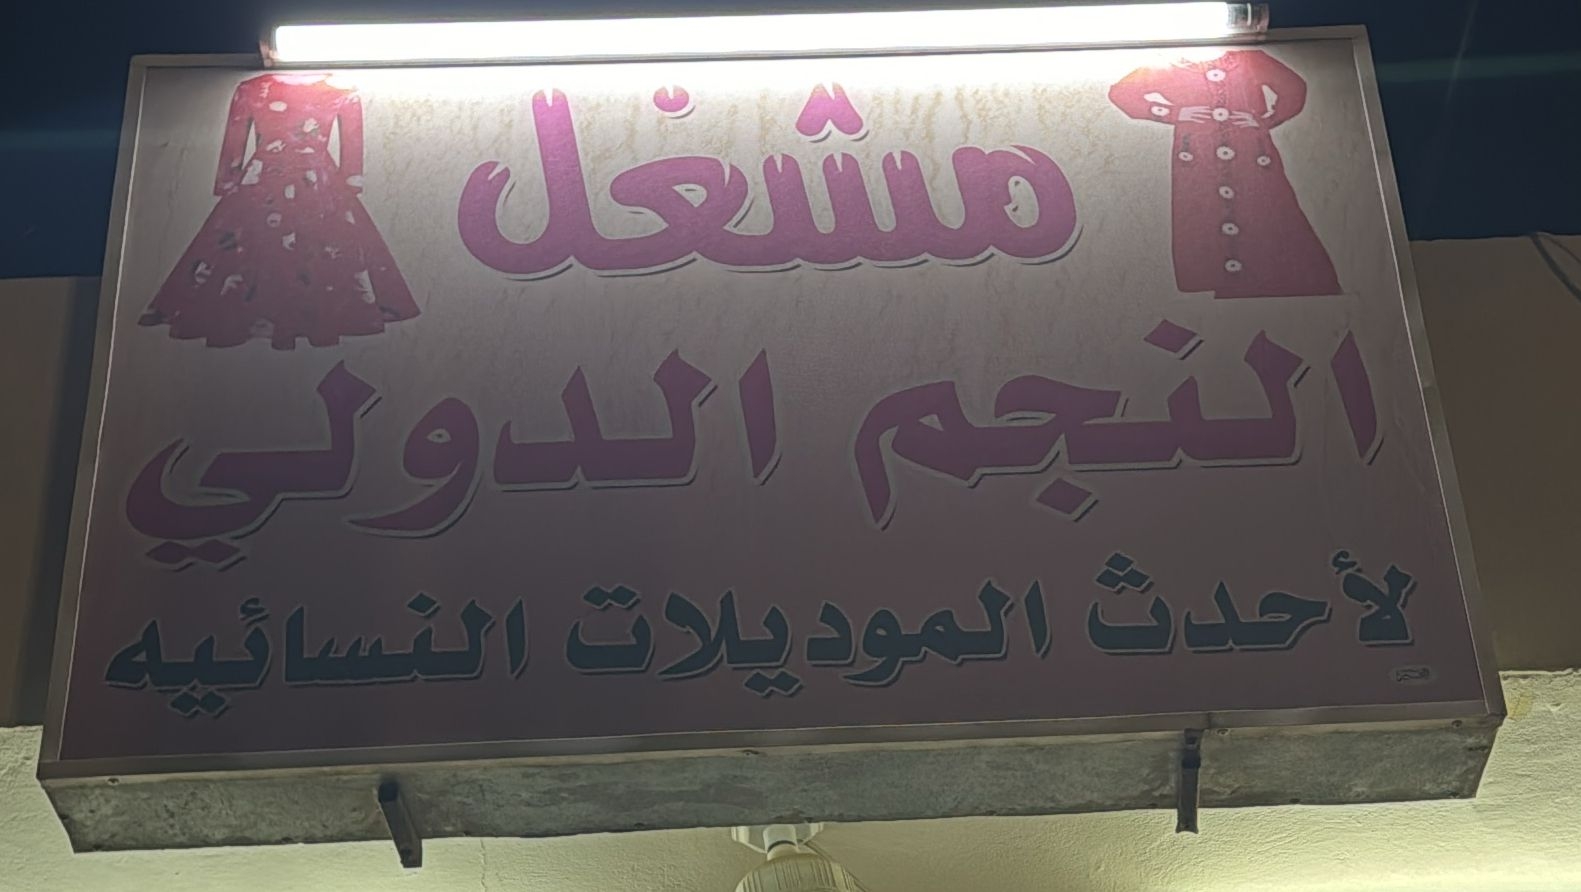 مشغل
النجم الدولي
لأحدث الموديلات النسائيه